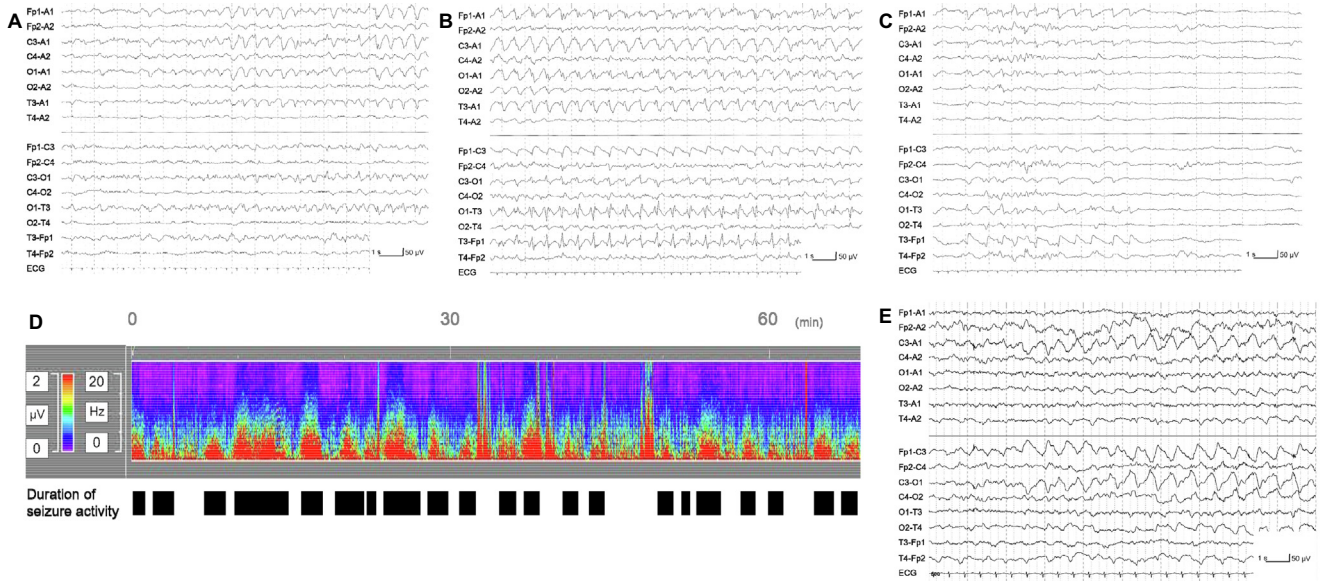 A
Fp1-A1
Fp2-A2
C3-A1
C4-A2
O1-A1
O2-A2
T3-A1
T4-A2
Fp1-C3
Fp2-C4
C3-O1
C4-O2
O1-T3
O2-T4
T3-Fp1
T4-Fp2
ECG
1 s 50 μV
B
Fp1-A1
Fp2-A2
C3-A1
C4-A2
O1-A1
O2-A2
T3-A1
T4-A2
Fp1-C3
Fp2-C4
C3-O1
C4-O2
O1-T3
O2-T4
T3-Fp1
T4-Fp2
ECG
1 s 50 μV
C
Fp1-A1
Fp2-A2
C3-A1
C4-A2
O1-A1
O2-A2
T3-A1
T4-A2
Fp1-C3
Fp2-C4
C3-O1
C4-O2
O1-T3
O2-T4
T3-Fp1
T4-Fp2
ECG
1 s 50 μV
D
0 30 60 (min)
2 20
μV Hz
0 0
Duration of
seizure activity
E
Fp1-A1
Fp2-A2
C3-A1
C4-A2
O1-A1
O2-A2
T3-A1
T4-A2
Fp1-C3
Fp2-C4
C3-O1
C4-O2
O1-T3
O2-T4
T3-Fp1
T4-Fp2
ECG
1 s 50 μV